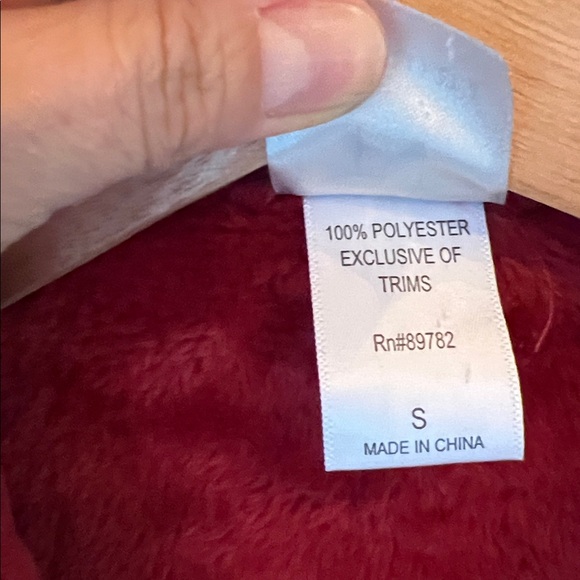 100% POLYESTER
EXCLUSIVE OF
TRIMS
Rn#89782
S
MADE IN CHINA